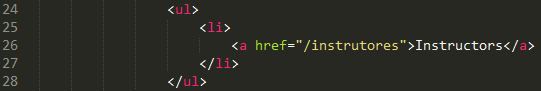 24 <ul>
25 <li>
26 <a href="/instrutores">Instructors</a>
27 </li>
28 </ul>